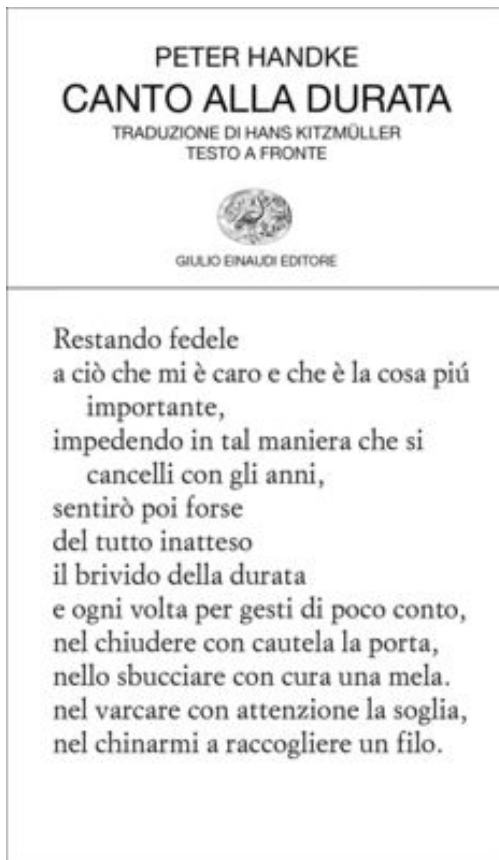 PETER HANDKE
CANTO ALLA DURATA
TRADUZIONE DI HANS KITZMÜLLER
TESTO A FRONTE
GIULIO EINAUDI EDITORE
Restando fedele
a ciò che mi è caro e che è la cosa piú
importante,
impedendo in tal maniera che si
cancelli con gli anni,
sentirò poi forse
del tutto inatteso
il brivido della durata
e ogni volta per gesti di poco conto,
nel chiudere con cautela la porta,
nello sbucciare con cura una mela.
nel varcare con attenzione la soglia,
nel chinarmi a raccogliere un filo.